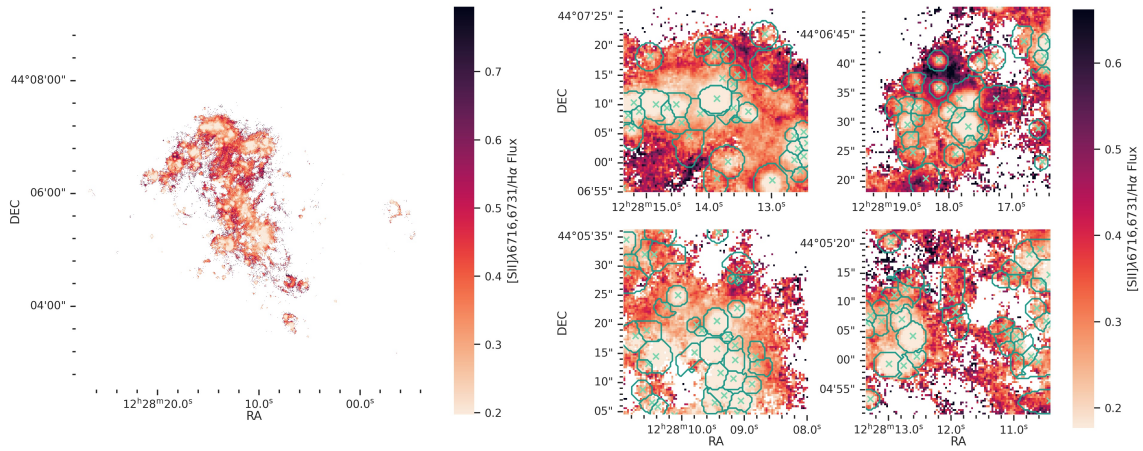 44°08'00"
06'00"
04'00"
DEC
12ʰ28ᵐ20.0ˢ
10.0ˢ
00.0ˢ
RA
0.7
0.6
0.5
0.4
0.3
0.2
[SII]λ6716,6731/Hα Flux
44°07'25"
20"
15"
10"
05"
00"
06'55"
DEC
12ʰ28ᵐ15.0ˢ
14.0ˢ
13.0ˢ
44°06'45"
40"
35"
30"
25"
20"
12ʰ28ᵐ19.0ˢ
18.0ˢ
17.0ˢ
44°05'35"
30"
25"
20"
15"
10"
05"
DEC
12ʰ28ᵐ10.0ˢ
09.0ˢ
08.0ˢ
RA
44°05'20"
15"
10"
05"
00"
04'55"
12ʰ28ᵐ13.0ˢ
12.0ˢ
11.0ˢ
RA
0.6
0.5
0.4
0.3
0.2
[SII]λ6716,6731/Hα Flux